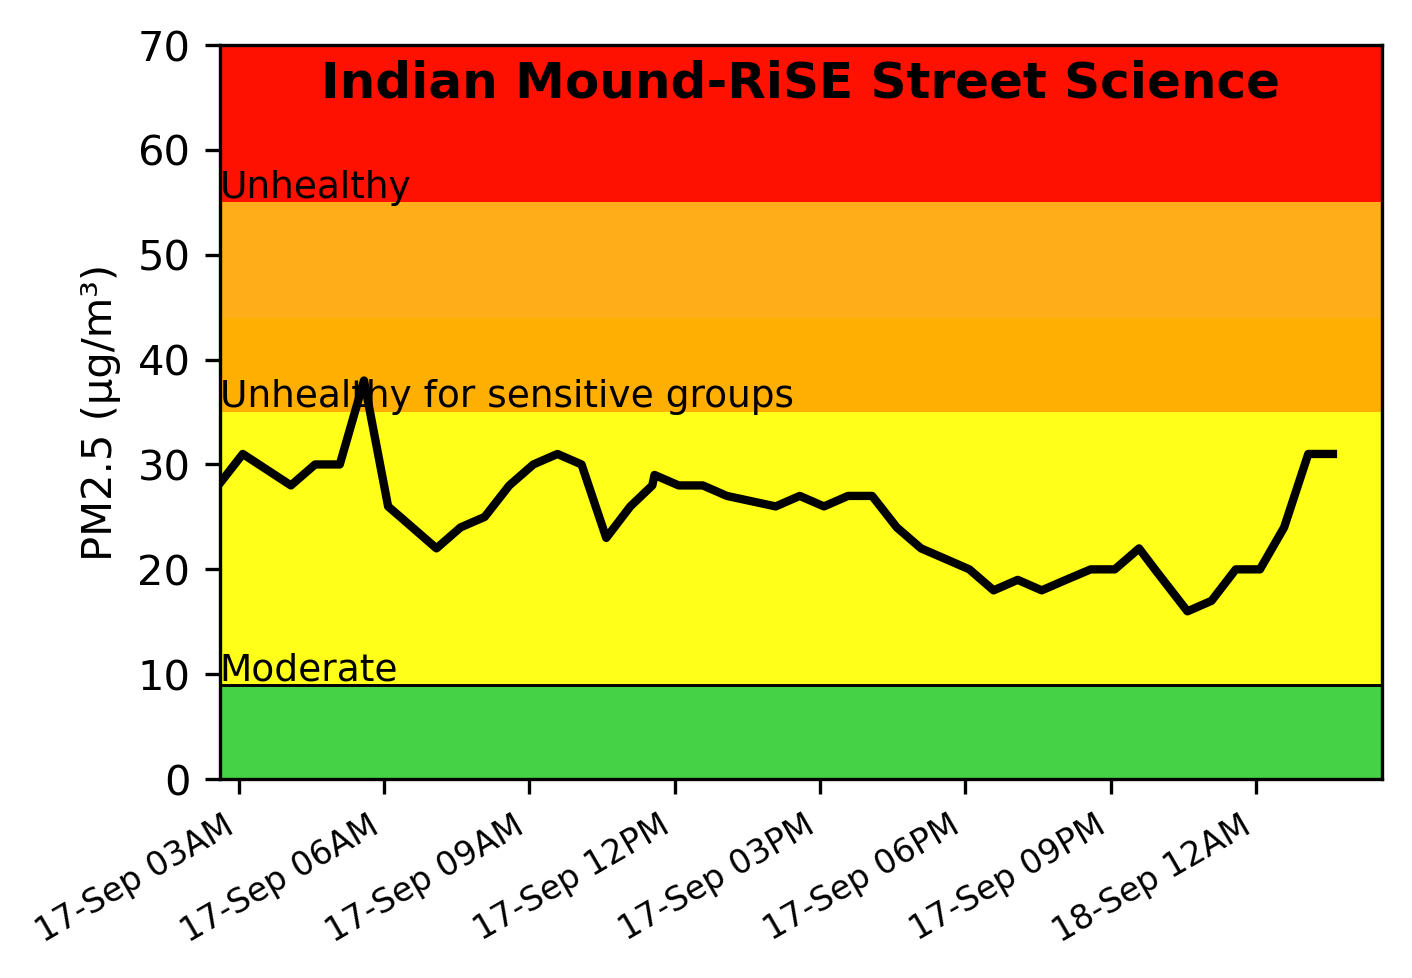 Indian Mound-RiSE Street Science
70
60
Unhealthy
50
40
Unhealthy for sensitive groups
30
20
Moderate
10
0
PM2.5 (µg/m³)
17-Sep 03AM
17-Sep 06AM
17-Sep 09AM
17-Sep 12PM
17-Sep 03PM
17-Sep 06PM
17-Sep 09PM
18-Sep 12AM